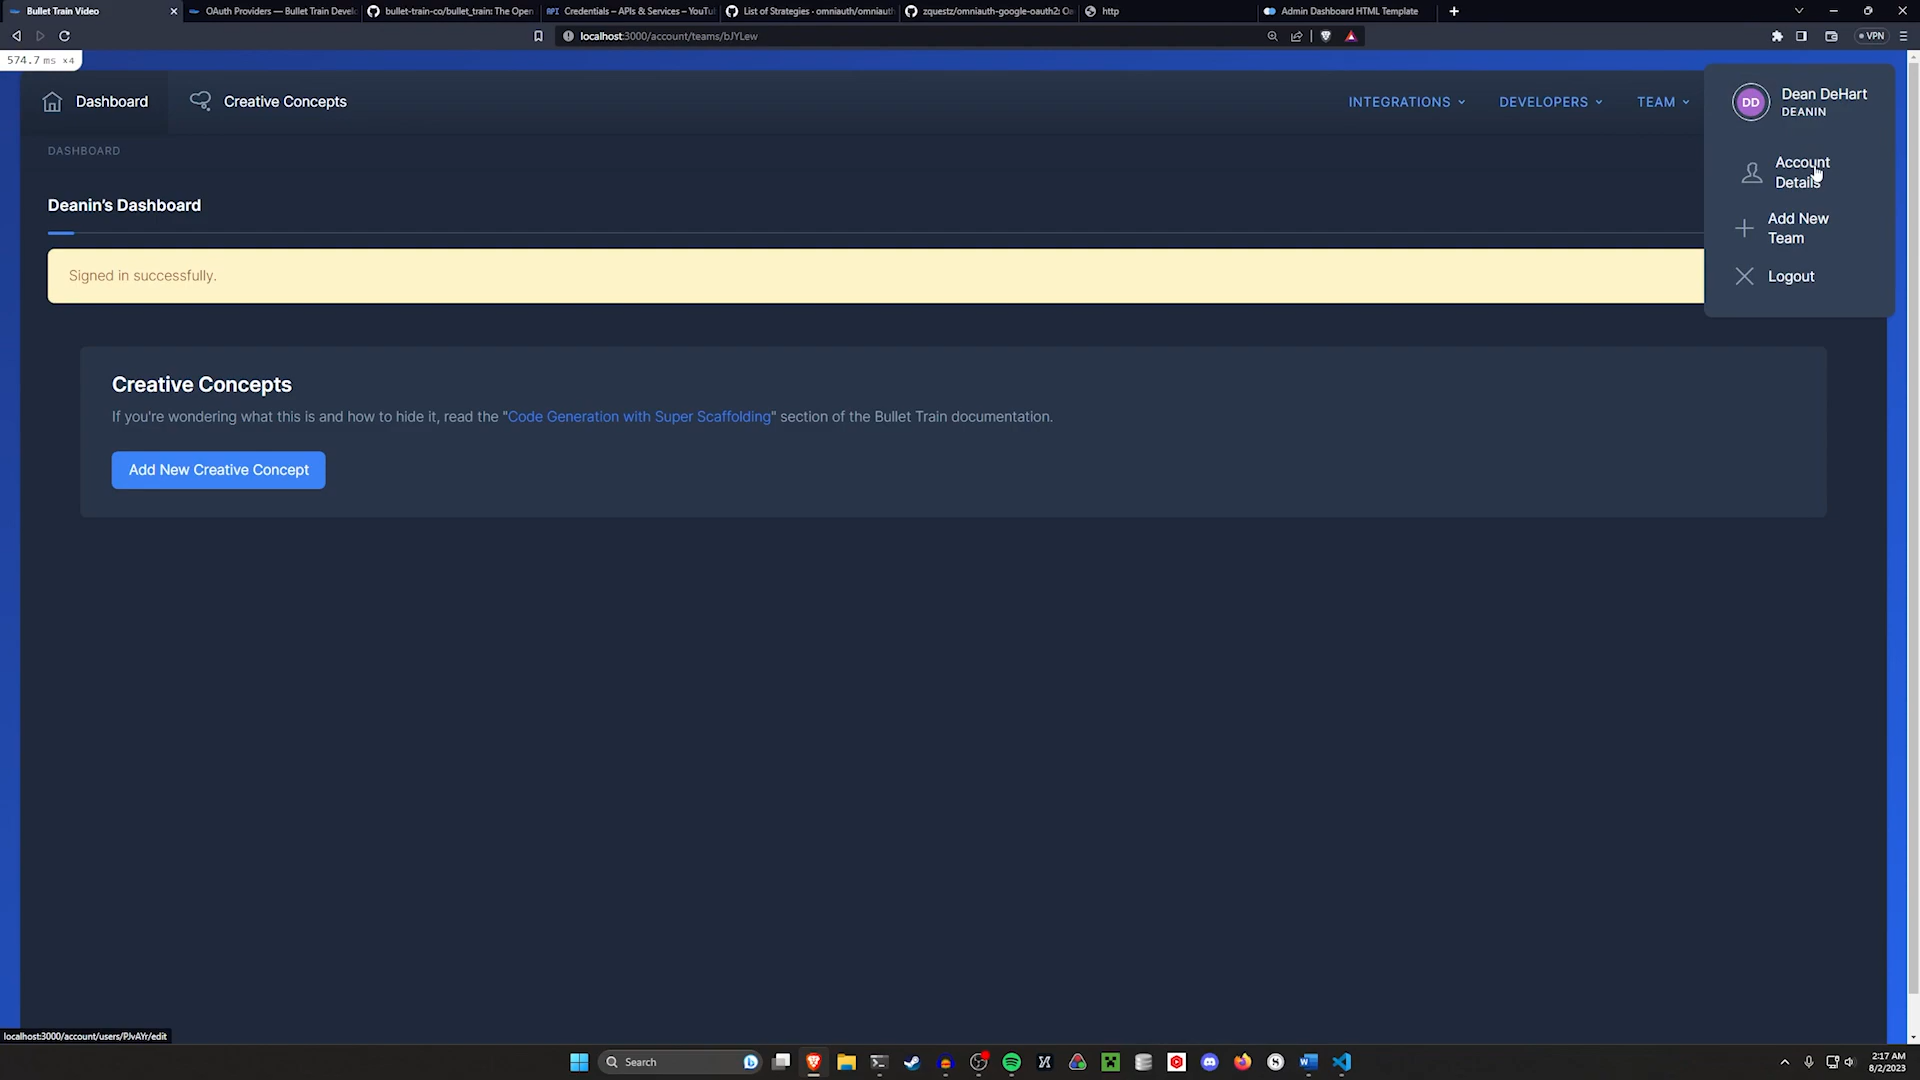 Bullet Train Video
OAuth Providers — Bullet Train Devel
bullet-train-co/bullet_train: The Open
API Credentials – APIs & Services – YouTu
List of Strategies · omniauth/omniauth
zquestz/omniauth-google-oauth2: Oa
http
Admin Dashboard HTML Template
localhost:3000/account/teams/bJYLew
VPN
574.7 ms ×4
Dashboard
Creative Concepts
INTEGRATIONS
DEVELOPERS
TEAM
DD
Dean DeHart
DEANIN
Account
Details
Add New
Team
Logout
DASHBOARD
Deanin's Dashboard
Signed in successfully.
Creative Concepts
If you're wondering what this is and how to hide it, read the "Code Generation with Super Scaffolding" section of the Bullet Train documentation.
Add New Creative Concept
localhost:3000/account/users/PJvAYr/edit
Search
2:17 AM
8/2/2023